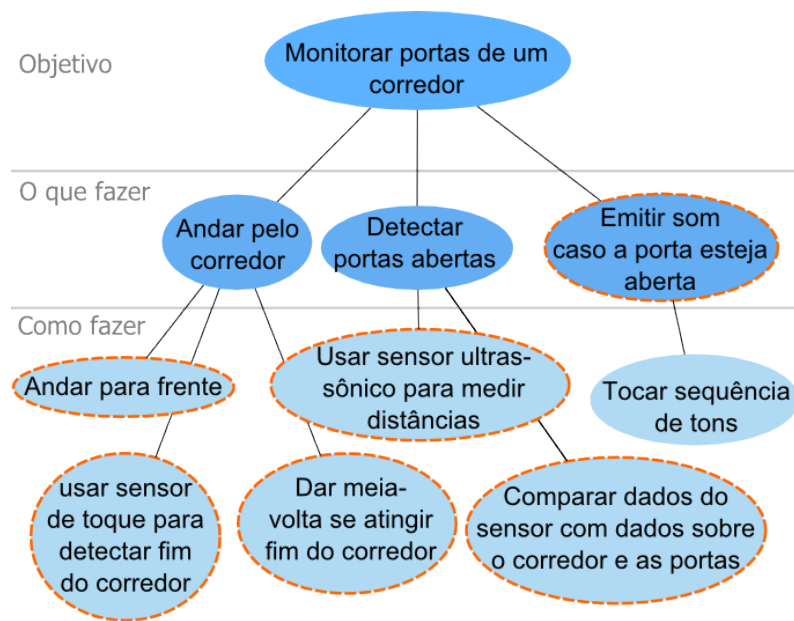 Objetivo
Monitorar portas de um
corredor
O que fazer
Andar pelo
corredor
Detectar
portas abertas
Emitir som
caso a porta esteja
aberta
Como fazer
Andar para frente
Usar sensor ultras-
sônico para medir
distâncias
Tocar sequência
de tons
usar sensor
de toque para
detectar fim
do corredor
Dar meia-
volta se atingir
fim do corredor
Comparar dados do
sensor com dados sobre
o corredor e as portas